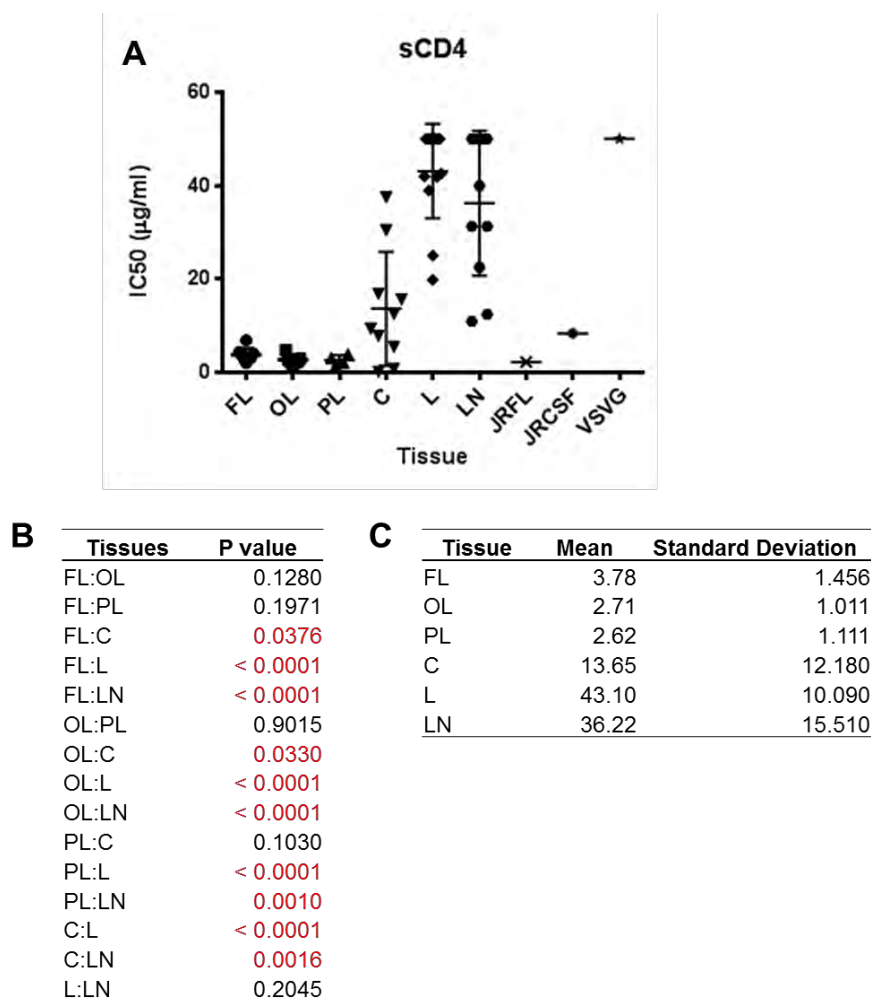 A
sCD4
IC50 (µg/ml)
60
40
20
0
FL
OL
PL
C
L
LN
JRFL
JRCSF
VSVG
Tissue
B
Tissues P value
FL:OL 0.1280
FL:PL 0.1971
FL:C 0.0376
FL:L < 0.0001
FL:LN < 0.0001
OL:PL 0.9015
OL:C 0.0330
OL:L < 0.0001
OL:LN < 0.0001
PL:C 0.1030
PL:L < 0.0001
PL:LN 0.0010
C:L < 0.0001
C:LN 0.0016
L:LN 0.2045
C
Tissue Mean Standard Deviation
FL 3.78 1.456
OL 2.71 1.011
PL 2.62 1.111
C 13.65 12.180
L 43.10 10.090
LN 36.22 15.510